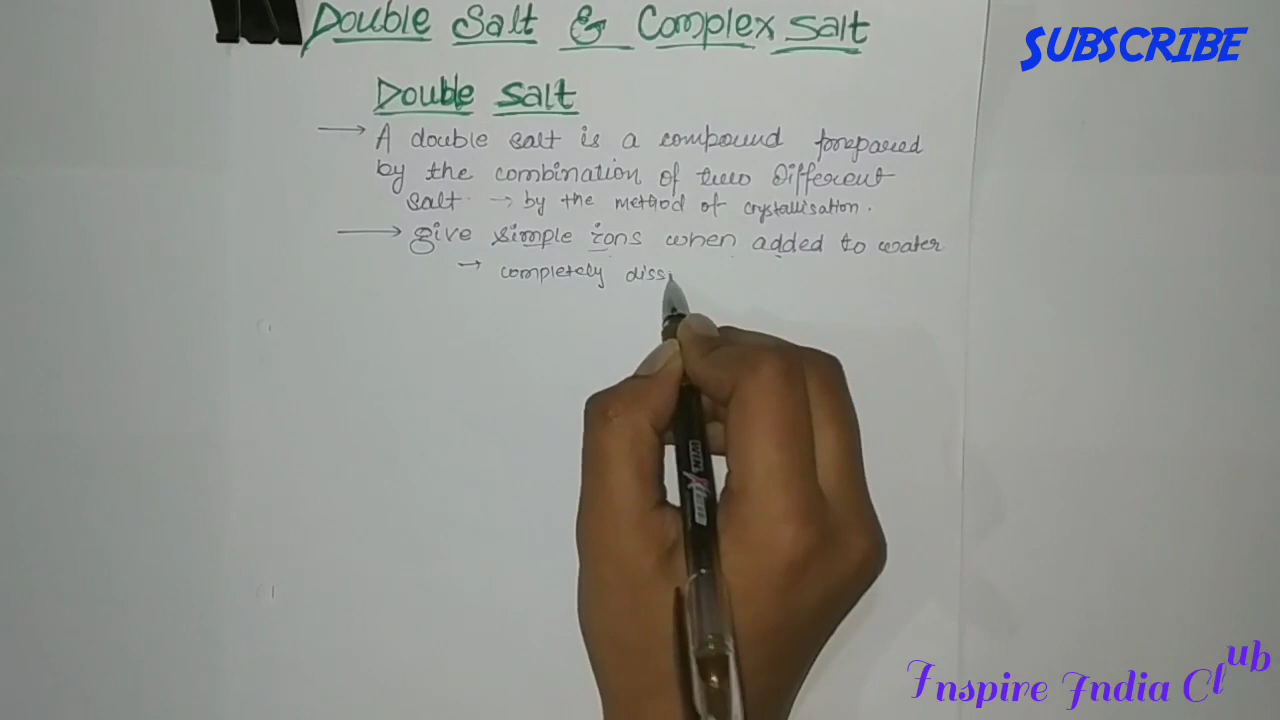 Double Salt & Complex Salt
SUBSCRIBE
Double Salt
→ A double salt is a compound prepared
by the combination of two Different
salt → by the method of crystallisation.
→ give simple ions when added to water
→ completely diss
Inspire India Club